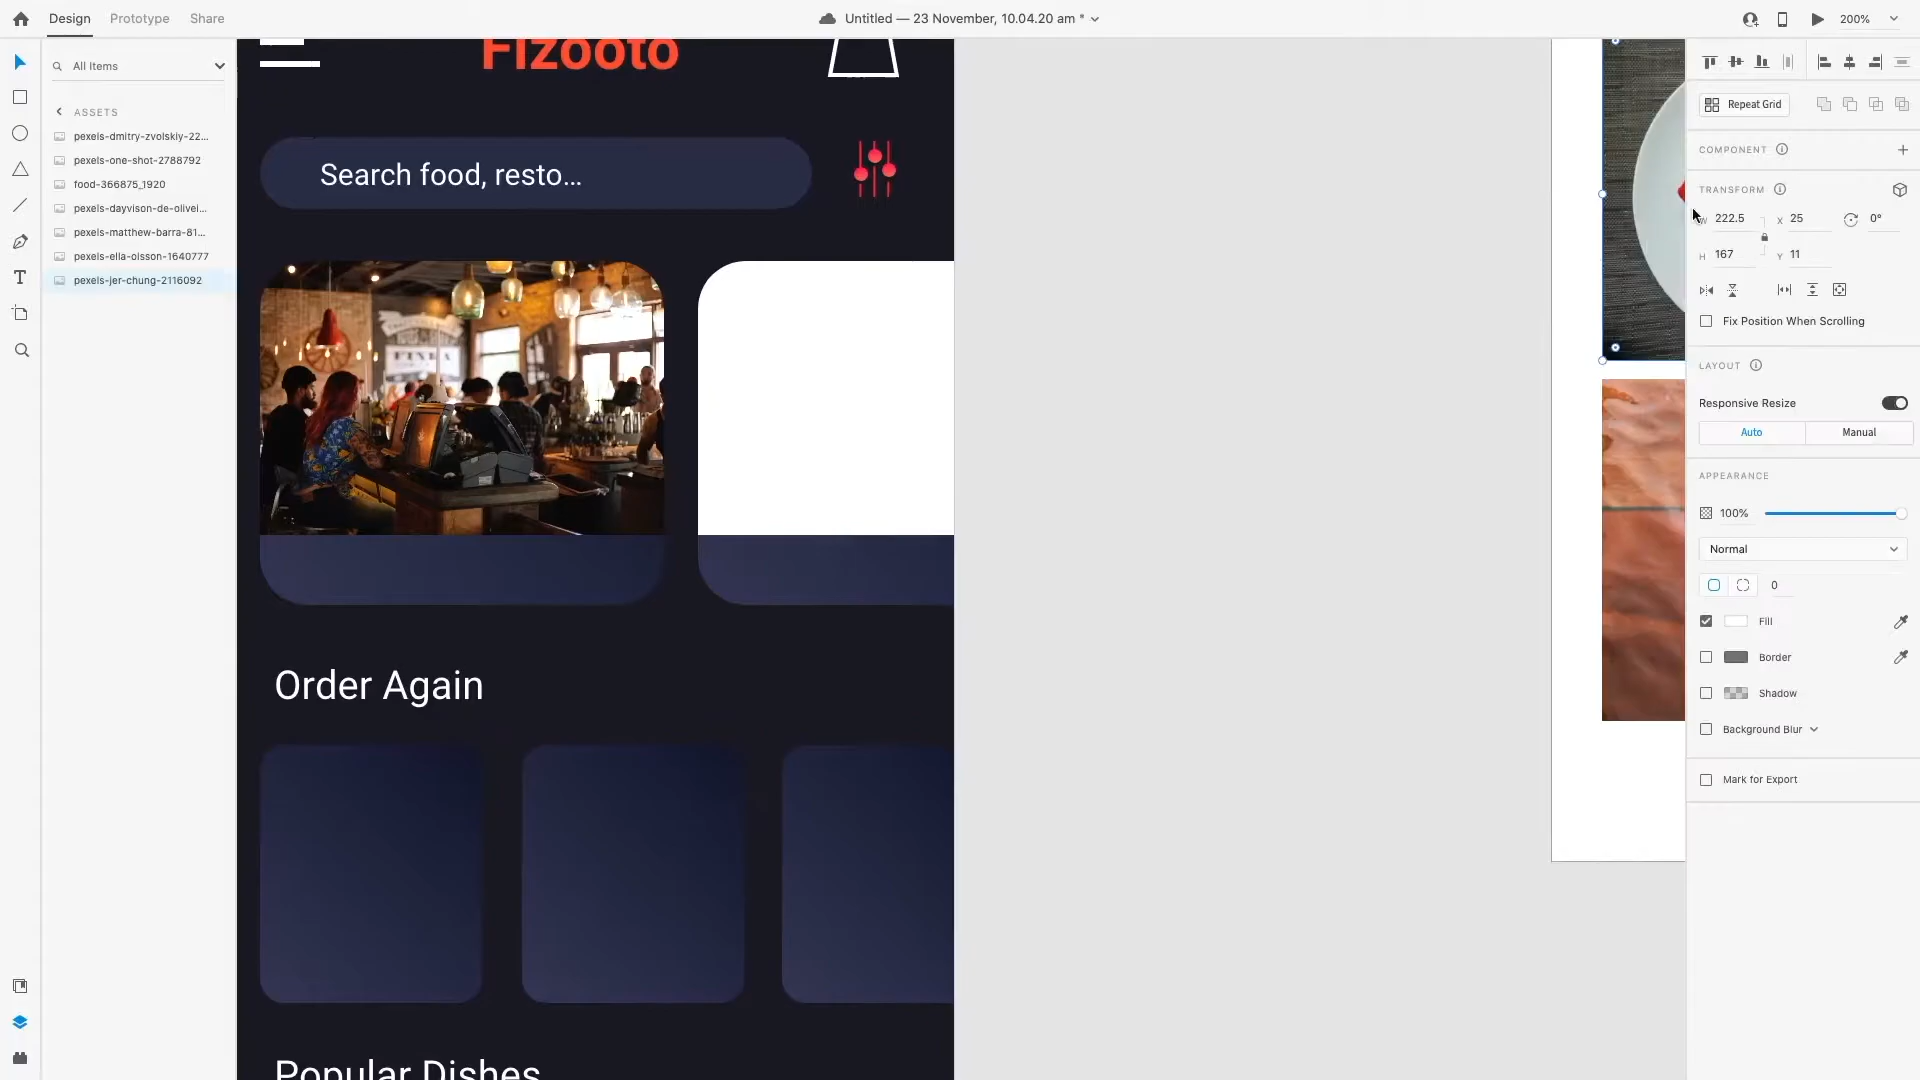 Design Prototype Share
Untitled — 23 November, 10.04.20 am *
200%
All Items
ASSETS
pexels-dmitry-zvolskiy-22...
pexels-one-shot-2788792
food-366875_1920
pexels-dayvison-de-olivei...
pexels-matthew-barra-81...
pexels-ella-olsson-1640777
pexels-jer-chung-2116092
Fizooto
Search food, resto...
Order Again
Popular Dishes
Repeat Grid
COMPONENT
TRANSFORM
222.5 X 25 0°
H 167 Y 11
Fix Position When Scrolling
LAYOUT
Responsive Resize
Auto Manual
APPEARANCE
100%
Normal
0
Fill
Border
Shadow
Background Blur
Mark for Export